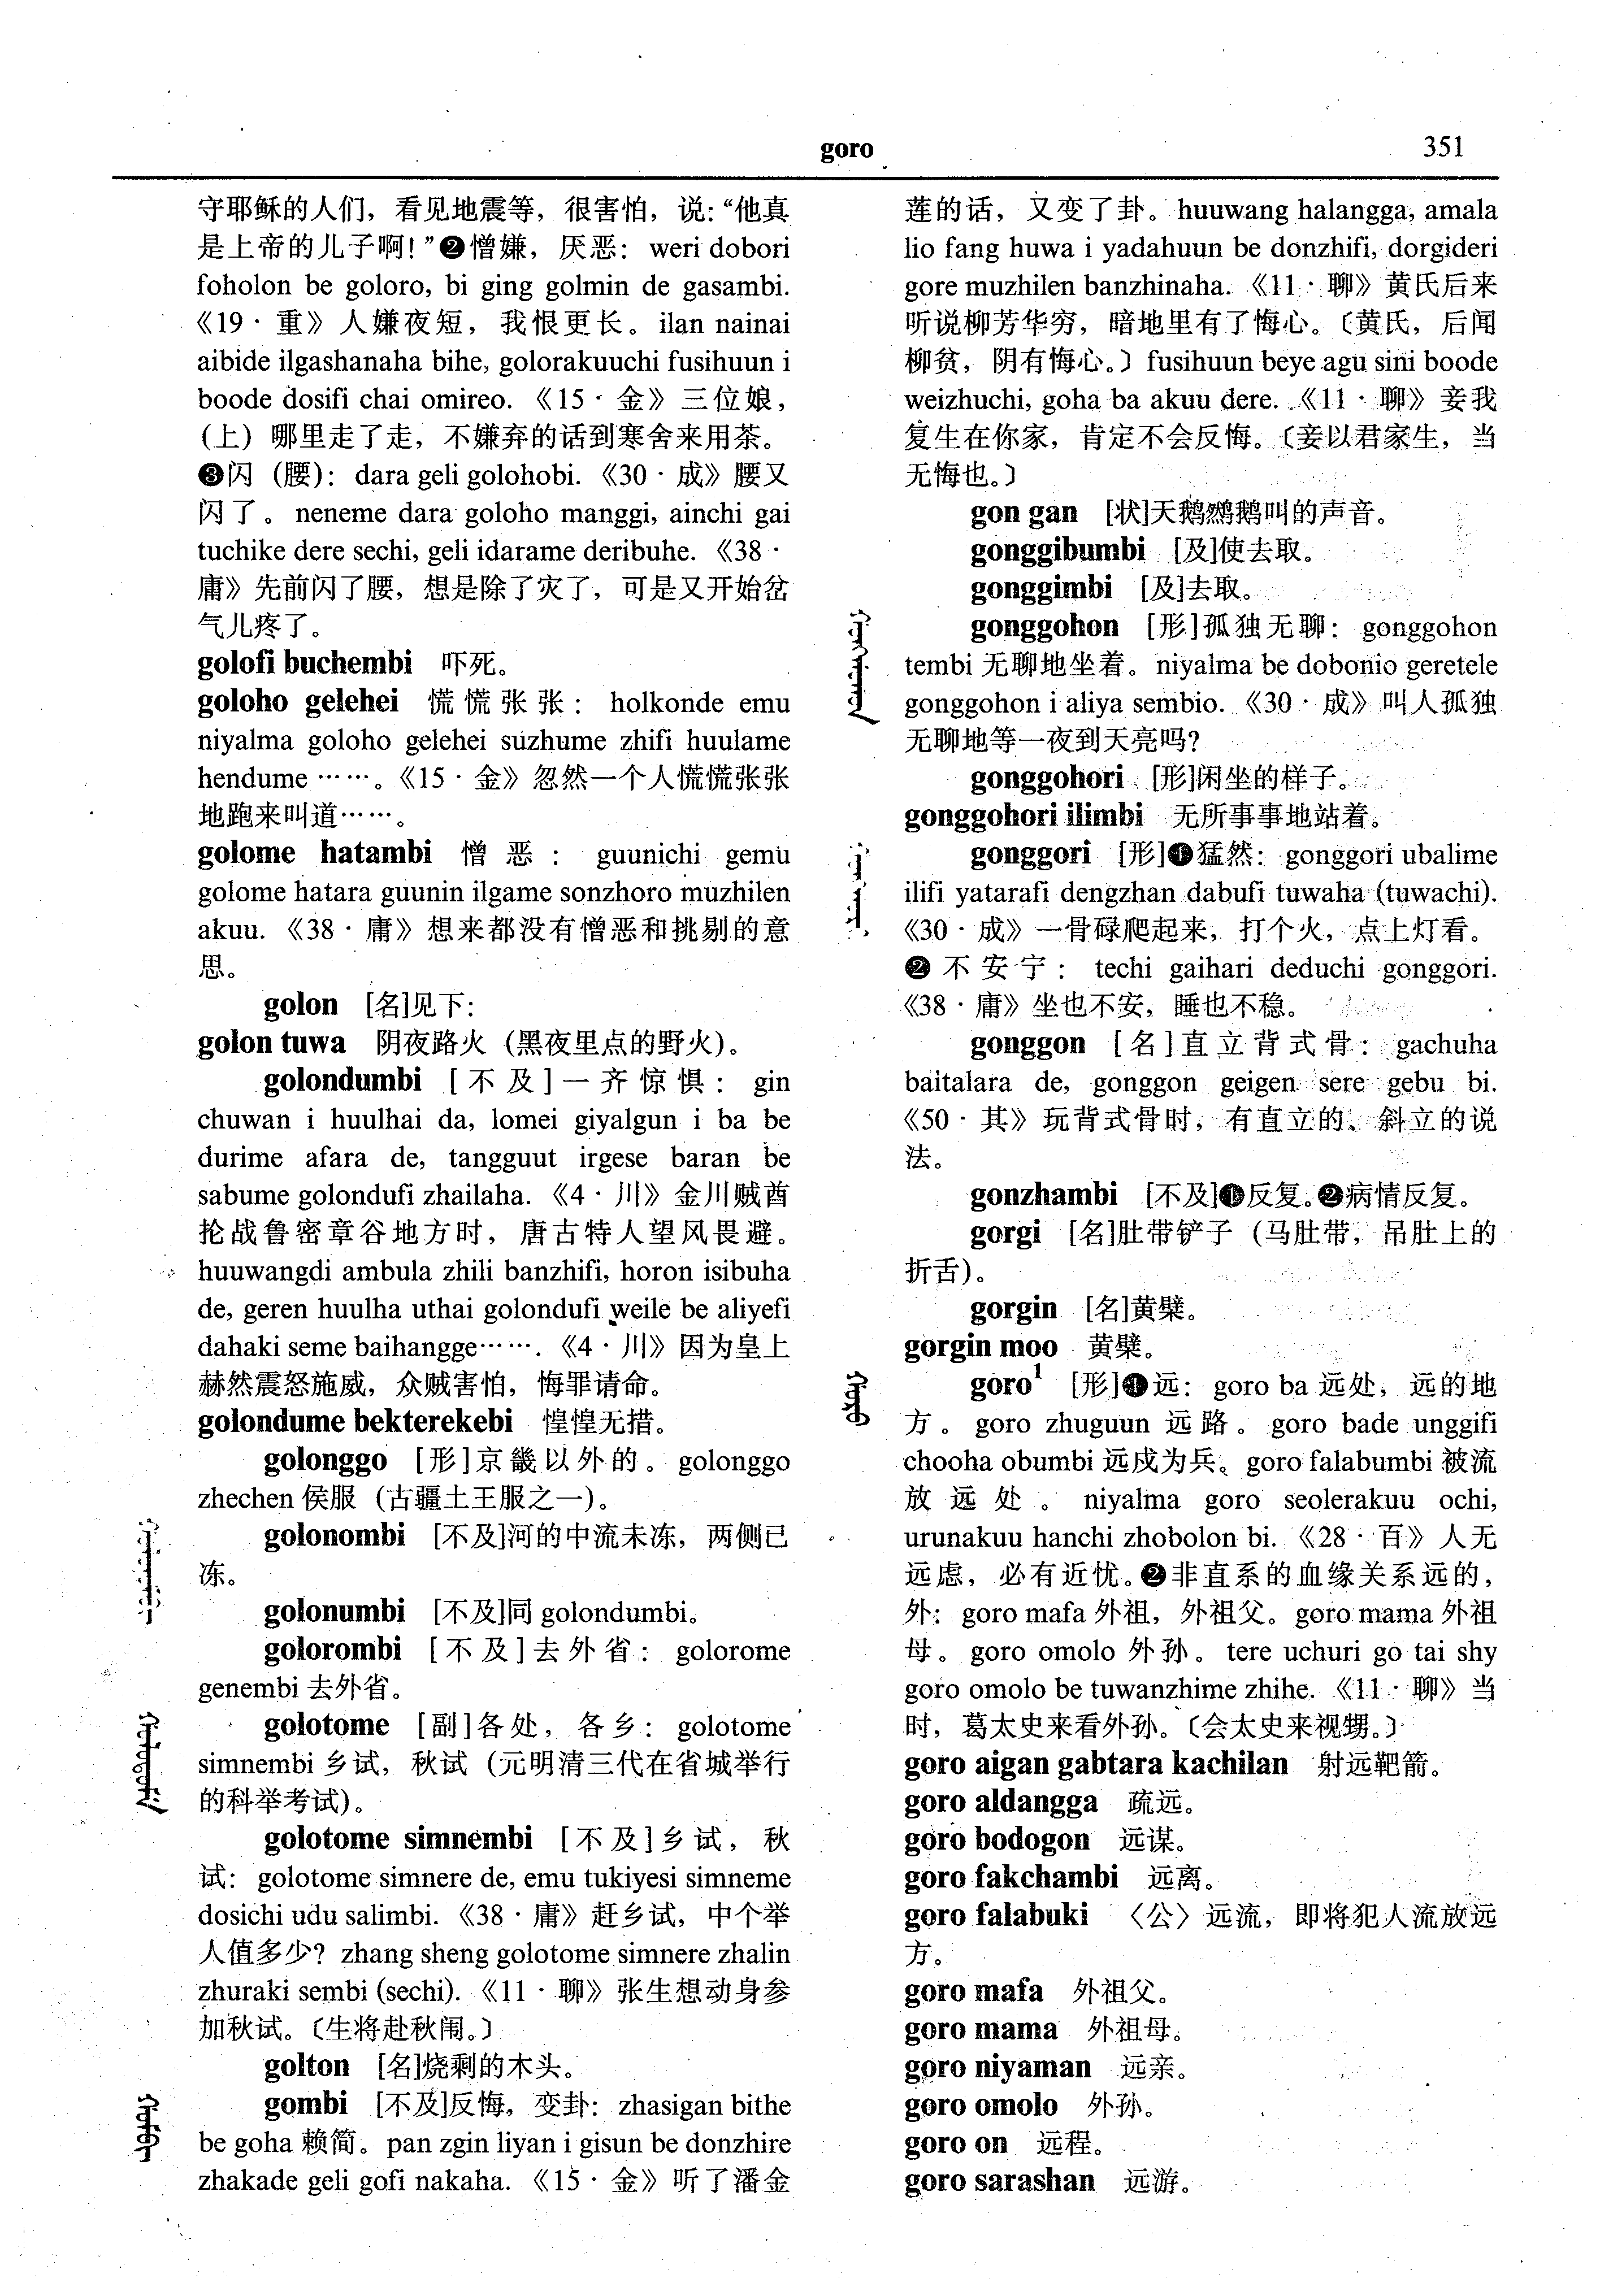 goro
351
守耶稣的人们，看见地震等，很害怕，说：“他真
是上帝的儿子啊！”❷憎嫌，厌恶： weri dobori
foholon be goloro, bi ging golmin de gasambi.
《19·重》人嫌夜短，我恨更长。ilan nainai
aibide ilgashanaha bihe, golorakuuchi fusihuun i
boode dosifi chai omireo. 《15·金》三位娘，
（上）哪里走了走，不嫌弃的话到寒舍来用茶。
❸闪（腰）： dara geli golohobi. 《30·成》腰又
闪了。neneme dara goloho manggi, ainchi gai
tuchike dere sechi, geli idarame deribuhe. 《38·
庸》先前闪了腰，想是除了灾了，可是又开始岔
气儿疼了。
golofi buchembi 吓死。
goloho gelehei 慌慌张张： holkonde emu
niyalma goloho gelehei suzhume zhifi huulame
hendume ……。《15·金》忽然一个人慌慌张张
地跑来叫道……。
golome hatambi 憎恶： guunichi gemu
golome hatara guunin ilgame sonzhoro muzhilen
akuu. 《38·庸》想来都没有憎恶和挑剔的意
思。
golon [名]见下：
golon tuwa 阴夜路火（黑夜里点的野火）。
golondumbi [不及]一齐惊惧： gin
chuwan i huulhai da, lomei giyalgun i ba be
durime afara de, tangguut irgese baran be
sabume golondufi zhailaha. 《4·川》金川贼酋
抢战鲁密章谷地方时，唐古特人望风畏避。
huuwangdi ambula zhili banzhifi, horon isibuha
de, geren huulha uthai golondufi weile be aliyefi
dahaki seme baihangge……. 《4·川》因为皇上
赫然震怒施威，众贼害怕，悔罪请命。
golondume bekterekebi 惶惶无措。
golonggo [形]京畿以外的。golonggo
zhechen 侯服（古疆土王服之一）。
golonombi [不及]河的中流未冻，两侧已
冻。
golonumbi [不及]同 golondumbi。
golorombi [不及]去外省： golorome
genembi 去外省。
golotome [副]各处，各乡： golotome
simnembi 乡试，秋试（元明清三代在省城举行
的科举考试）。
golotome simnembi [不及]乡试，秋
试： golotome simnere de, emu tukiyesi simneme
dosichi udu salimbi. 《38·庸》赶乡试，中个举
人值多少？zhang sheng golotome simnere zhalin
zhuraki sembi (sechi). 《11·聊》张生想动身参
加秋试。〔生将赴秋闱。〕
golton [名]烧剩的木头。
gombi [不及]反悔，变卦： zhasigan bithe
be goha 赖简。pan zgin liyan i gisun be donzhire
zhakade geli gofi nakaha. 《15·金》听了潘金
莲的话，又变了卦。huuwang halangga, amala
lio fang huwa i yadahuun be donzhifi, dorgideri
gore muzhilen banzhinaha. 《11·聊》黄氏后来
听说柳芳华穷，暗地里有了悔心。〔黄氏，后闻
柳贫，阴有悔心。〕fusihuun beye agu sini boode
weizhuchi, goha ba akuu dere. 《11·聊》妾我
复生在你家，肯定不会反悔。〔妾以君家生，当
无悔也。〕
gon gan [状]天鹅鹚鹅叫的声音。
gonggibumbi [及]使去取。
gonggimbi [及]去取。
gonggohon [形]孤独无聊： gonggohon
tembi 无聊地坐着。niyalma be dobonio geretele
gonggohon i aliya sembio. 《30·成》叫人孤独
无聊地等一夜到天亮吗？
gonggohori [形]闲坐的样子。
gonggohori ilimbi 无所事事地站着。
gonggori [形]❶猛然： gonggori ubalime
ilifi yatarafi dengzhan dabufi tuwaha (tuwachi).
《30·成》一骨碌爬起来，打个火，点上灯看。
❷不安宁： techi gaihari deduchi gonggori.
《38·庸》坐也不安，睡也不稳。
gonggon [名]直立背式骨： gachuha
baitalara de, gonggon geigen sere gebu bi.
《50·其》玩背式骨时，有直立的、斜立的说
法。
gonzhambi [不及]❶反复。❷病情反复。
gorgi [名]肚带铲子（马肚带，吊肚上的
折舌）。
gorgin [名]黄檗。
gorgin moo 黄檗。
goro¹ [形]❶远： goro ba 远处，远的地
方。goro zhuguun 远路。goro bade unggifi
chooha obumbi 远戍为兵。goro falabumbi 被流
放远处。niyalma goro seolerakuu ochi,
urunakuu hanchi zhobolon bi. 《28·百》人无
远虑，必有近忧。❷非直系的血缘关系远的，
外： goro mafa 外祖，外祖父。goro mama 外祖
母。goro omolo 外孙。tere uchuri go tai shy
goro omolo be tuwanzhime zhihe. 《11·聊》当
时，葛太史来看外孙。〔会太史来视甥。〕
goro aigan gabtara kachilan 射远靶箭。
goro aldangga 疏远。
goro bodogon 远谋。
goro fakchambi 远离。
goro falabuki 〈公〉远流，即将犯人流放远
方。
goro mafa 外祖父。
goro mama 外祖母。
goro niyaman 远亲。
goro omolo 外孙。
goro on 远程。
goro sarashan 远游。